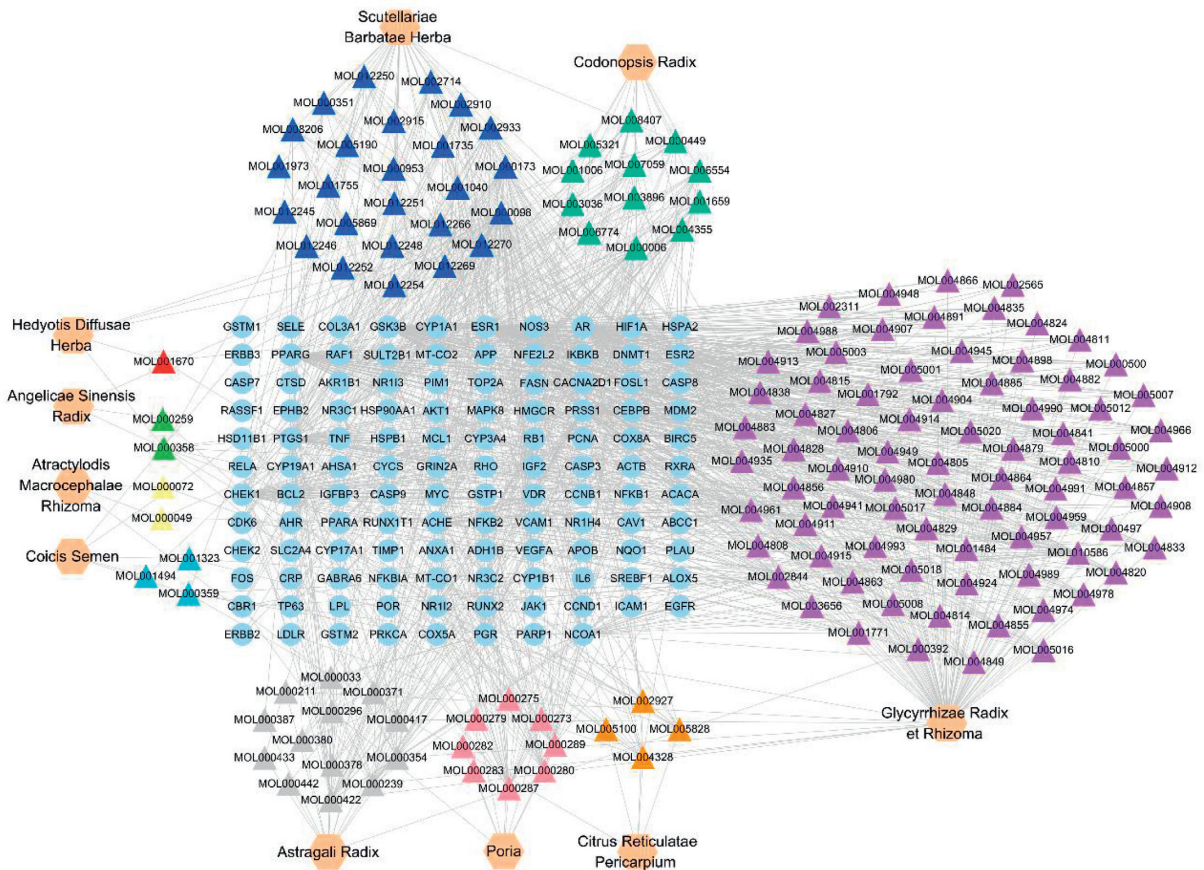 Scutellariae
Barbatae Herba
Codonopsis Radix
MOL012250
MOL002714
MOL000351
MOL002910
MOL008206
MOL002915
MOL002933
MOL005190
MOL001735
MOL001973
MOL000953
MOL000173
MOL001755
MOL001040
MOL012245
MOL012251
MOL000098
MOL005869
MOL012266
MOL012246
MOL012248
MOL012270
MOL012252
MOL012269
MOL012254
MOL008407
MOL005321
MOL000449
MOL001006
MOL007059
MOL006554
MOL003036
MOL003896
MOL001659
MOL006774
MOL004355
MOL000006
Hedyotis Diffusae
Herba
MOL001670
Angelicae Sinensis
Radix
MOL000259
MOL000358
Atractylodis
Macrocephalae
Rhizoma
MOL000072
MOL000049
Coicis Semen
MOL001323
MOL001494
MOL000359
GSTM1 SELE COL3A1 GSK3B CYP1A1 ESR1 NOS3 AR HIF1A HSPA2
ERBB3 PPARG RAF1 SULT2B1 MT-CO2 APP NFE2L2 IKBKB DNMT1 ESR2
CASP7 CTSD AKR1B1 NR1I3 PIM1 TOP2A FASN CACNA2D1 FOSL1 CASP8
RASSF1 EPHB2 NR3C1 HSP90AA1 AKT1 MAPK8 HMGCR PRSS1 CEBPB MDM2
HSD11B1 PTGS1 TNF HSPB1 MCL1 CYP3A4 RB1 PCNA COX8A BIRC5
RELA CYP19A1 AHSA1 CYCS GRIN2A RHO IGF2 CASP3 ACTB RXRA
CHEK1 BCL2 IGFBP3 CASP9 MYC GSTP1 VDR CCNB1 NFKB1 ACACA
CDK6 AHR PPARA RUNX1T1 ACHE NFKB2 VCAM1 NR1H4 CAV1 ABCC1
CHEK2 SLC2A4 CYP17A1 TIMP1 ANXA1 ADH1B VEGFA APOB NQO1 PLAU
FOS CRP GABRA6 NFKBIA MT-CO1 NR3C2 CYP1B1 IL6 SREBF1 ALOX5
CBR1 TP63 LPL POR NR1I2 RUNX2 JAK1 CCND1 ICAM1 EGFR
ERBB2 LDLR GSTM2 PRKCA COX5A PGR PARP1 NCOA1
MOL004866
MOL002565
MOL004948
MOL002311
MOL004835
MOL004891
MOL004824
MOL004988
MOL004907
MOL004811
MOL005003
MOL004945
MOL004913
MOL004898
MOL000500
MOL005001
MOL004815
MOL004885
MOL004882
MOL004838
MOL001792
MOL005007
MOL004904
MOL004990
MOL005012
MOL004827
MOL004914
MOL004883
MOL004806
MOL005020
MOL004841
MOL004966
MOL004828
MOL004949
MOL004879
MOL005000
MOL004935
MOL004910
MOL004805
MOL004810
MOL004912
MOL004980
MOL004864
MOL004856
MOL004848
MOL004991
MOL004857
MOL004961
MOL004941
MOL005017
MOL004884
MOL004908
MOL004911
MOL004829
MOL004959
MOL000497
MOL004808
MOL004993
MOL004957
MOL004833
MOL004915
MOL001484
MOL010586
MOL002844
MOL005018
MOL004989
MOL004820
MOL004863
MOL004924
MOL004978
MOL003656
MOL005008
MOL004974
MOL004814
MOL004855
MOL001771
MOL000392
MOL005016
MOL004849
Glycyrrhizae Radix
et Rhizoma
MOL000033
MOL000211
MOL000371
MOL000387
MOL000296
MOL000417
MOL000380
MOL000433
MOL000378
MOL000354
MOL000442
MOL000239
MOL000422
Astragali Radix
MOL000275
MOL000279
MOL000273
MOL000282
MOL000289
MOL000283
MOL000280
MOL000287
Poria
MOL002927
MOL005100
MOL005828
MOL004328
Citrus Reticulatae
Pericarpium